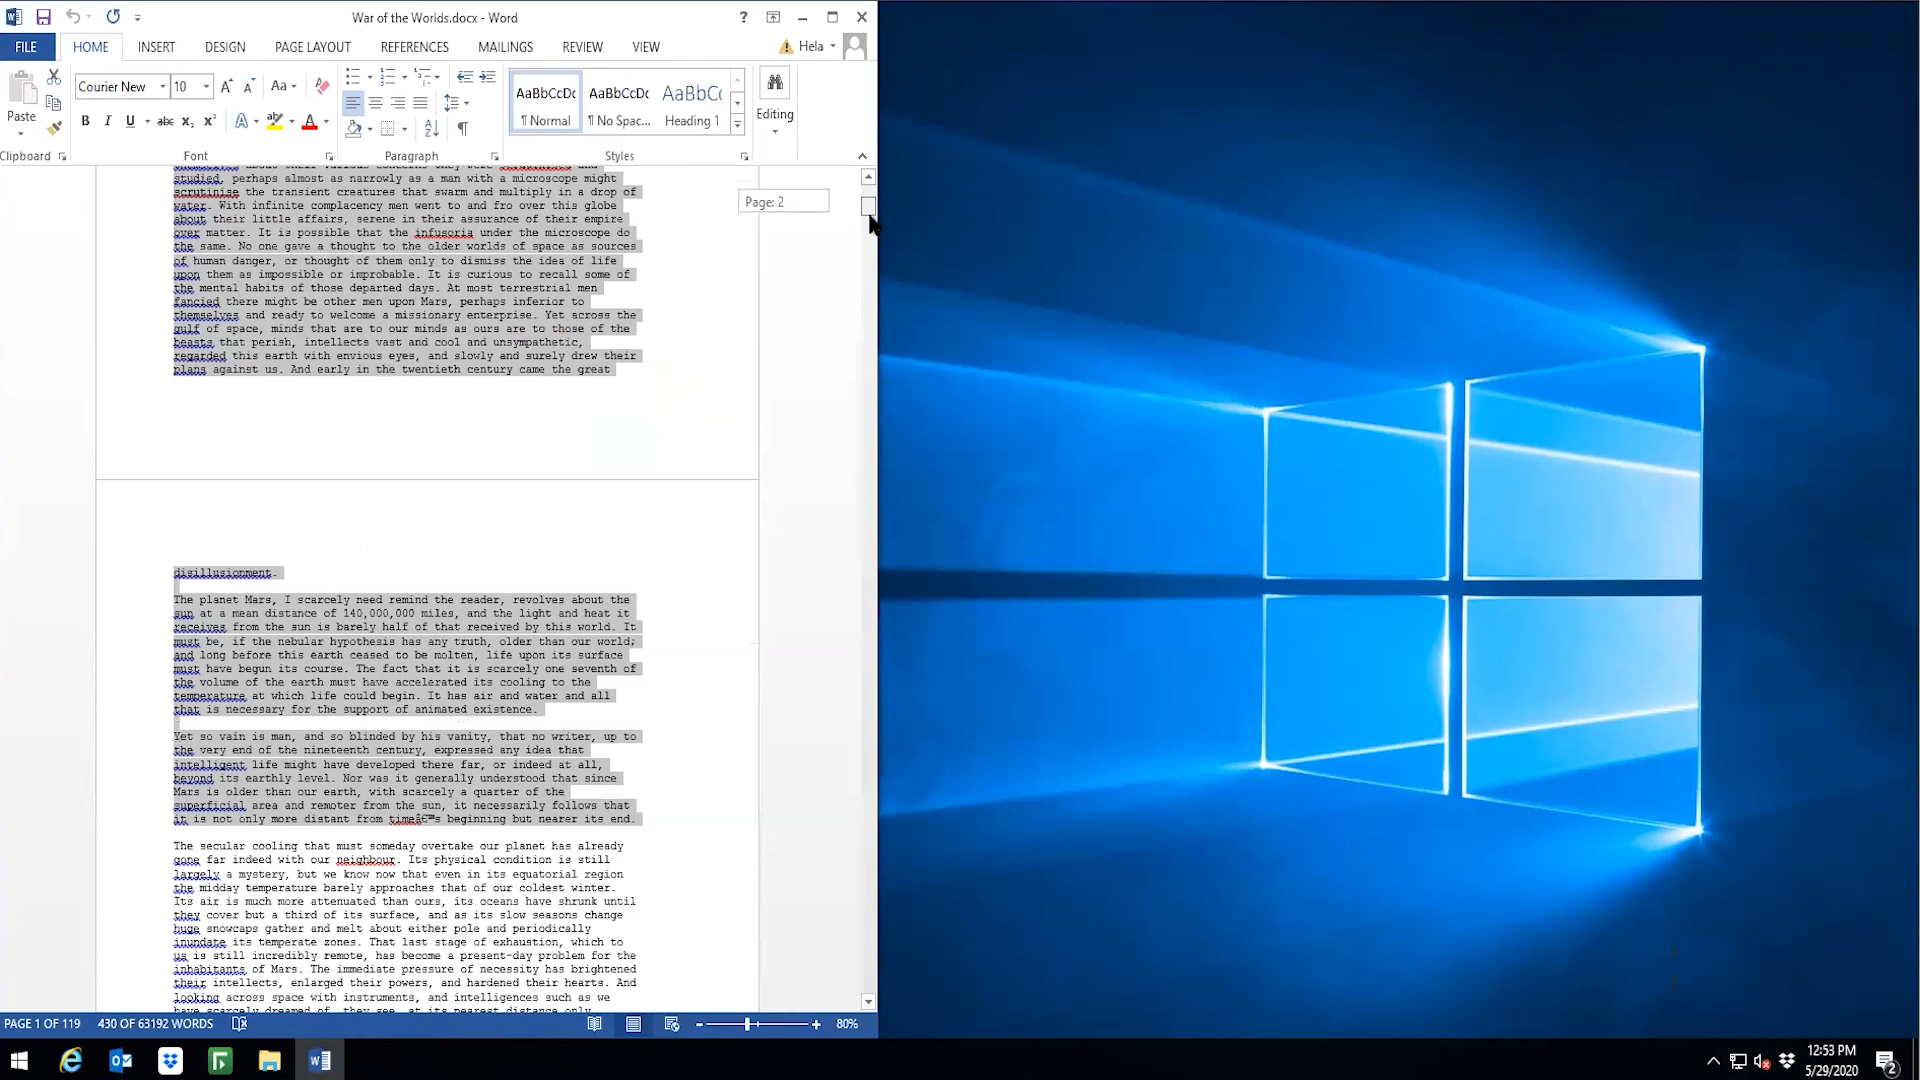 War of the Worlds.docx - Word
?
FILE HOME INSERT DESIGN PAGE LAYOUT REFERENCES MAILINGS REVIEW VIEW Hela
Courier New 10 Aa
AaBbCcDc AaBbCcDc AaBbCc
Paste B I U abc x₂ x² A ab A
¶ Normal ¶ No Spac... Heading 1 Editing
Clipboard Font Paragraph Styles
themselves about their various concerns they were scrutinised and
studied, perhaps almost as narrowly as a man with a microscope might
scrutinise the transient creatures that swarm and multiply in a drop of
water. With infinite complacency men went to and fro over this globe
about their little affairs, serene in their assurance of their empire
over matter. It is possible that the infusoria under the microscope do
the same. No one gave a thought to the older worlds of space as sources
of human danger, or thought of them only to dismiss the idea of life
upon them as impossible or improbable. It is curious to recall some of
the mental habits of those departed days. At most terrestrial men
fancied there might be other men upon Mars, perhaps inferior to
themselves and ready to welcome a missionary enterprise. Yet across the
gulf of space, minds that are to our minds as ours are to those of the
beasts that perish, intellects vast and cool and unsympathetic,
regarded this earth with envious eyes, and slowly and surely drew their
plans against us. And early in the twentieth century came the great
Page: 2
disillusionment.
The planet Mars, I scarcely need remind the reader, revolves about the
sun at a mean distance of 140,000,000 miles, and the light and heat it
receives from the sun is barely half of that received by this world. It
must be, if the nebular hypothesis has any truth, older than our world;
and long before this earth ceased to be molten, life upon its surface
must have begun its course. The fact that it is scarcely one seventh of
the volume of the earth must have accelerated its cooling to the
temperature at which life could begin. It has air and water and all
that is necessary for the support of animated existence.
Yet so vain is man, and so blinded by his vanity, that no writer, up to
the very end of the nineteenth century, expressed any idea that
intelligent life might have developed there far, or indeed at all,
beyond its earthly level. Nor was it generally understood that since
Mars is older than our earth, with scarcely a quarter of the
superficial area and remoter from the sun, it necessarily follows that
it is not only more distant from timeâ€™s beginning but nearer its end.
The secular cooling that must someday overtake our planet has already
gone far indeed with our neighbour. Its physical condition is still
largely a mystery, but we know now that even in its equatorial region
the midday temperature barely approaches that of our coldest winter.
Its air is much more attenuated than ours, its oceans have shrunk until
they cover but a third of its surface, and as its slow seasons change
huge snowcaps gather and melt about either pole and periodically
inundate its temperate zones. That last stage of exhaustion, which to
us is still incredibly remote, has become a present-day problem for the
inhabitants of Mars. The immediate pressure of necessity has brightened
their intellects, enlarged their powers, and hardened their hearts. And
looking across space with instruments, and intelligences such as we
have scarcely dreamed of, they see, at its nearest distance only
PAGE 1 OF 119 430 OF 63192 WORDS 80%
12:53 PM
5/29/2020
2